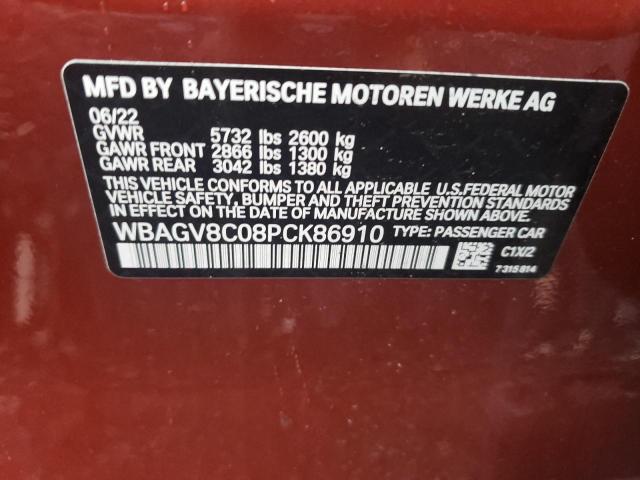 MFD BY BAYERISCHE MOTOREN WERKE AG
06/22
GVWR 5732 lbs 2600 kg
GAWR FRONT 2866 lbs 1300 kg
GAWR REAR 3042 lbs 1380 kg
THIS VEHICLE CONFORMS TO ALL APPLICABLE U.S.FEDERAL MOTOR
VEHICLE SAFETY, BUMPER, AND THEFT PREVENTION STANDARDS
IN EFFECT ON THE DATE OF MANUFACTURE SHOWN ABOVE.
WBAGV8C08PCK86910 TYPE: PASSENGER CAR
C1X/2
7315814